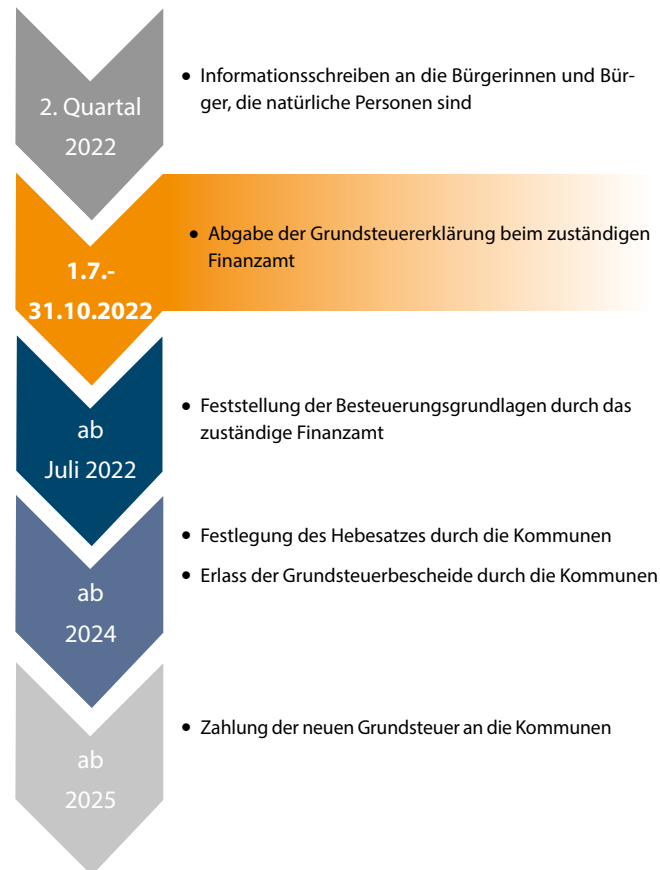 2. Quartal
2022
• Informationsschreiben an die Bürgerinnen und Bür-
ger, die natürliche Personen sind
1.7.-
31.10.2022
• Abgabe der Grundsteuererklärung beim zuständigen
Finanzamt
ab
Juli 2022
• Feststellung der Besteuerungsgrundlagen durch das
zuständige Finanzamt
ab
2024
• Festlegung des Hebesatzes durch die Kommunen
• Erlass der Grundsteuerbescheide durch die Kommunen
ab
2025
• Zahlung der neuen Grundsteuer an die Kommunen